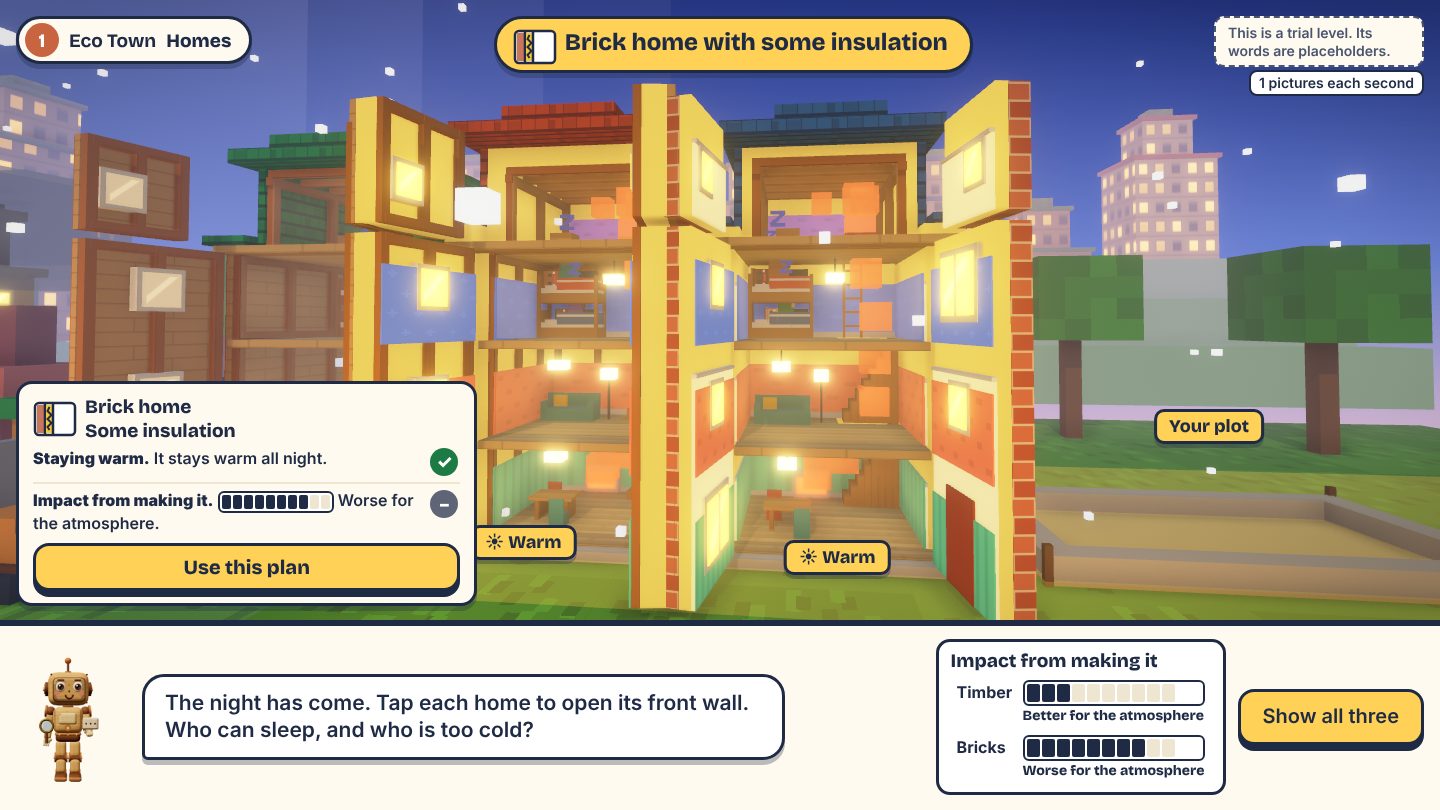 1 Eco Town Homes
Brick home with some insulation
This is a trial level. Its
words are placeholders.
1 pictures each second
Z
Z
Z
Z
Your plot
Brick home
Some insulation
Staying warm. It stays warm all night.
Impact from making it. Worse for
the atmosphere.
Use this plan
Warm
Warm
The night has come. Tap each home to open its front wall.
Who can sleep, and who is too cold?
Impact from making it
Timber
Better for the atmosphere
Bricks
Worse for the atmosphere
Show all three